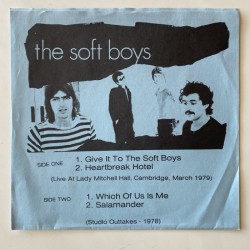 the soft boys
SIDE ONE
1. Give It To The Soft Boys
2. Heartbreak Hotel
(Live At Lady Mitchell Hall, Cambridge, March 1979)
SIDE TWO
1. Which Of Us Is Me
2. Salamander
(Studio Outtakes - 1978)